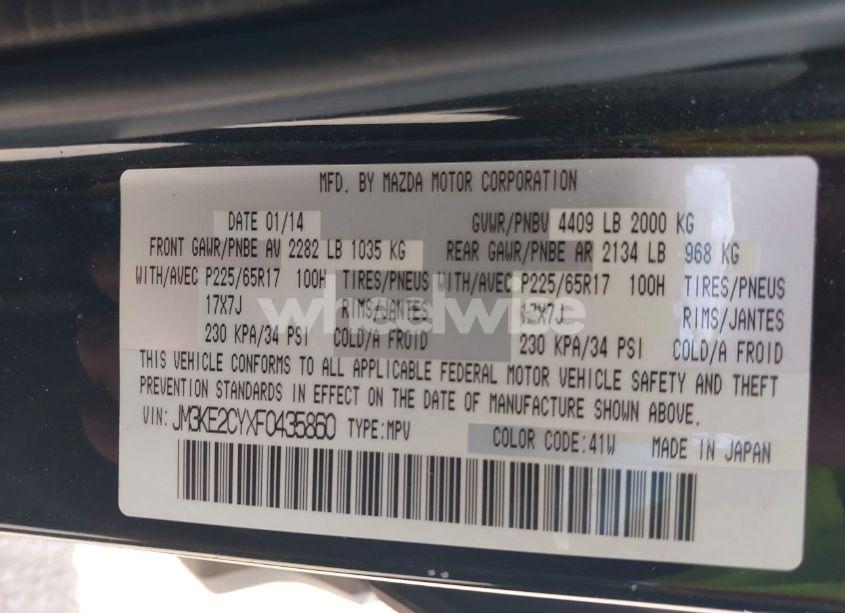 MFD. BY MAZDA MOTOR CORPORATION
DATE 01/14 GVWR/PNBV 4409 LB 2000 KG
FRONT GAWR/PNBE AV 2282 LB 1035 KG REAR GAWR/PNBE AR 2134 LB 968 KG
WITH/AVEC P225/65R17 100H TIRES/PNEUS WITH/AVEC P225/65R17 100H TIRES/PNEUS
17X7J RIMS/JANTES 17X7J RIMS/JANTES
230 KPA/34 PSI COLD/A FROID 230 KPA/34 PSI COLD/A FROID
wheelwise
THIS VEHICLE CONFORMS TO ALL APPLICABLE FEDERAL MOTOR VEHICLE SAFETY AND THEFT
PREVENTION STANDARDS IN EFFECT ON THE DATE OF MANUFACTURE SHOWN ABOVE.
VIN: JM3KE2CYXF0435860 TYPE:MPV COLOR CODE:41W MADE IN JAPAN